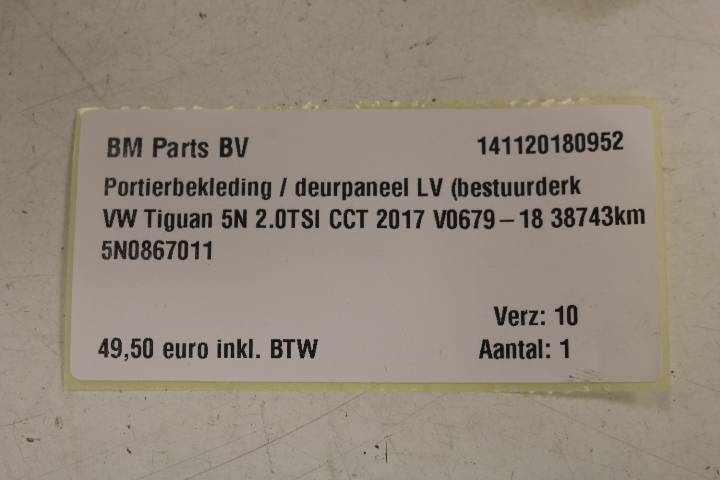 BM Parts BV 141120180952
Portierbekleding / deurpaneel LV (bestuurderk
VW Tiguan 5N 2.0TSI CCT 2017 V0679-18 38743km
5N0867011
Verz: 10
49,50 euro inkl. BTW Aantal: 1